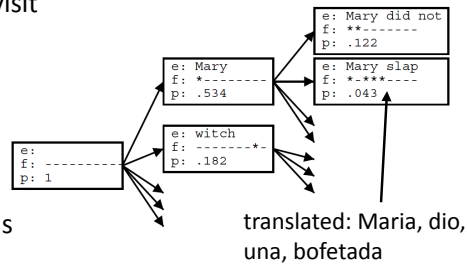 visit
e: Mary did not
f: **-------
p: .122
e: Mary
f: *--------
p: .534
e: Mary slap
f: *-***----
p: .043
e: witch
f: -------*-
p: .182
e:
f: ---------
p: 1
s
translated: Maria, dio,
una, bofetada